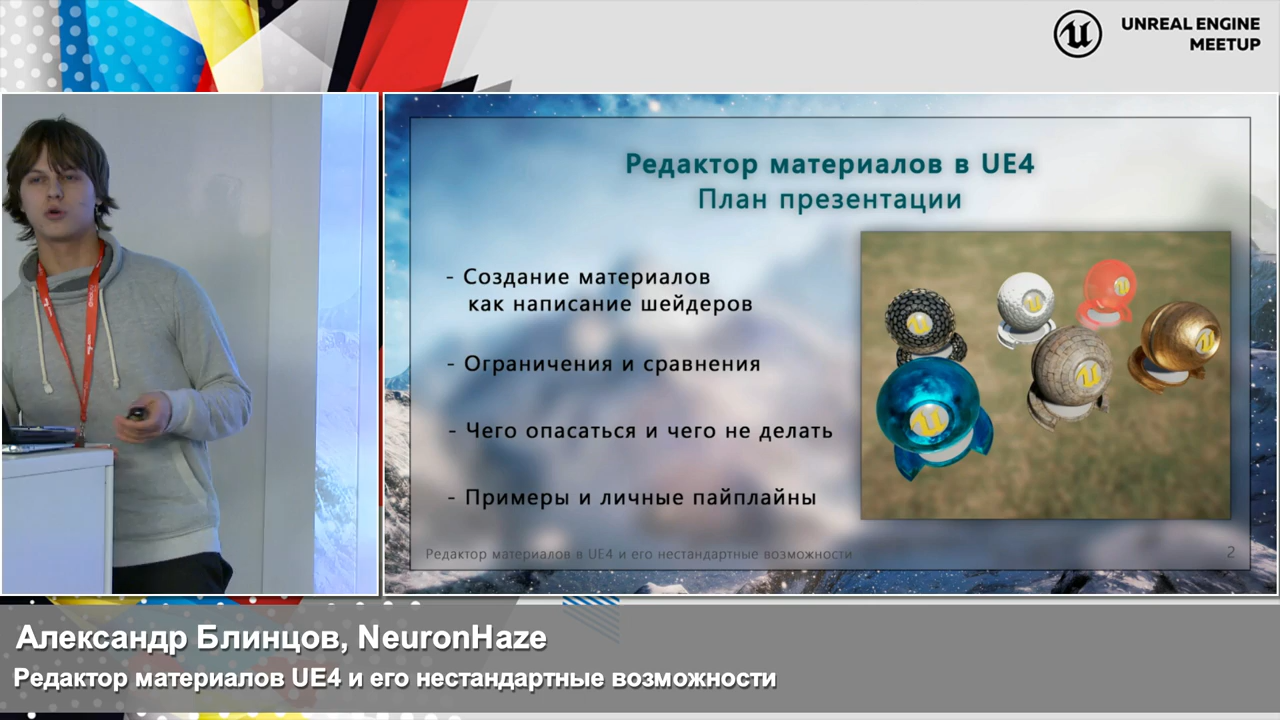 UNREAL ENGINE
MEETUP
Редактор материалов в UE4
План презентации
- Создание материалов
как написание шейдеров
- Ограничения и сравнения
- Чего опасаться и чего не делать
- Примеры и личные пайплайны
Редактор материалов в UE4 и его нестандартные возможности
2
Александр Блинцов, NeuronHaze
Редактор материалов UE4 и его нестандартные возможности